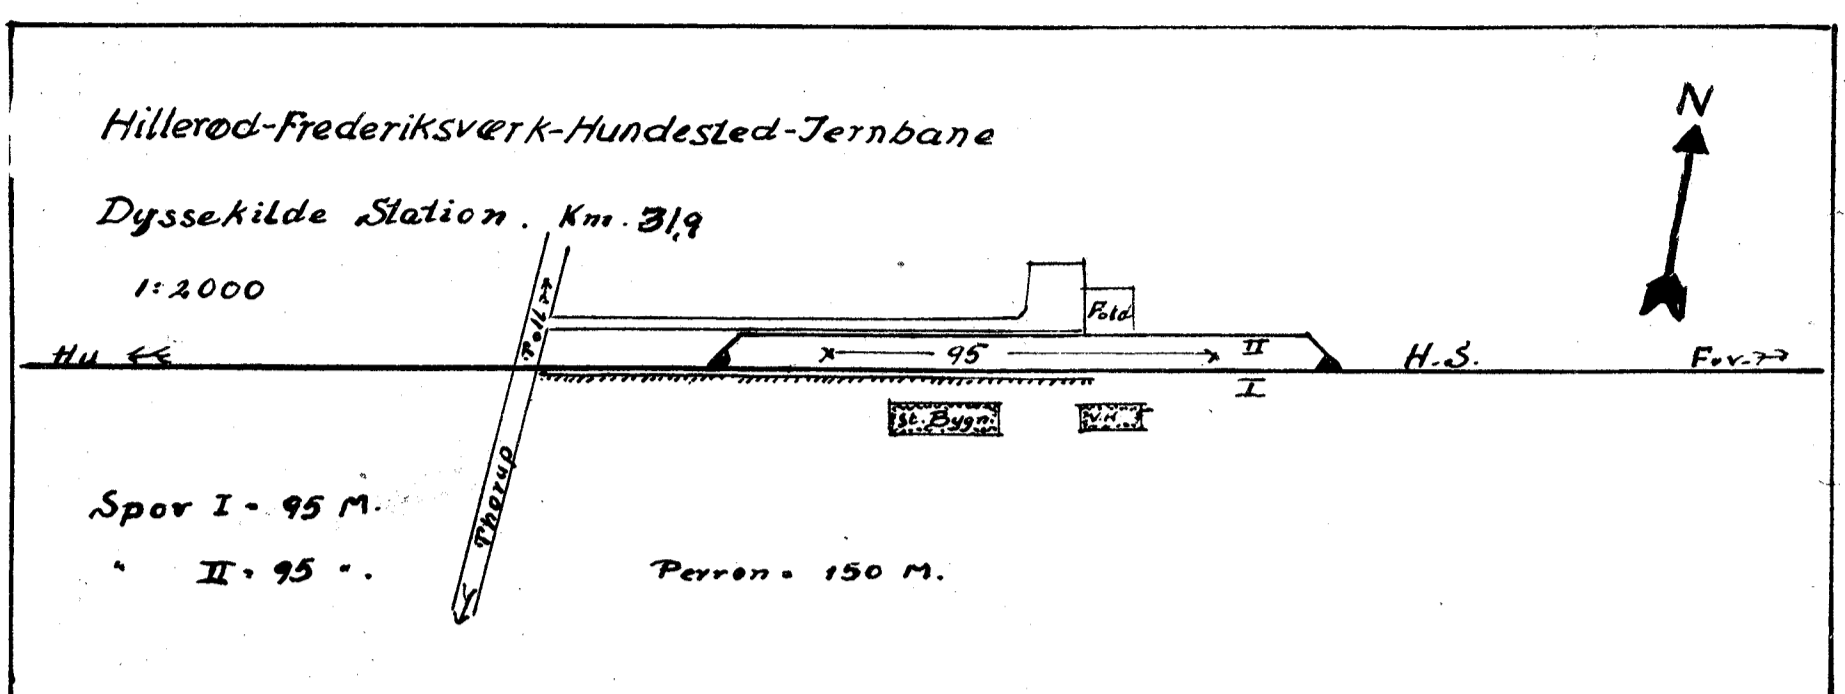 N
Hillerød-Frederiksværk-Hundested-Jernbane
Dyssekilde Station. Km. 31,9
1:2000
Fold
Hu
95
II
H.S.
Fv.
I
St. Bygn.
V.H.
Thorup
Spor I = 95 M.
" II = 95 ".
Perron = 150 M.